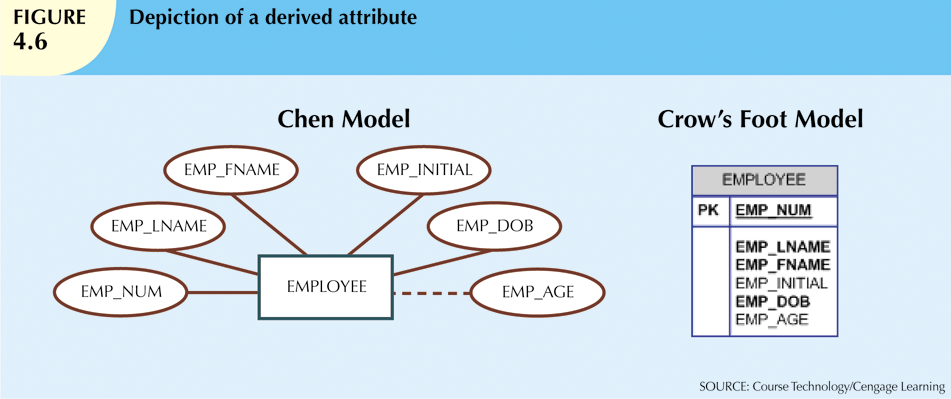 FIGURE
4.6
Depiction of a derived attribute
Chen Model
EMP_FNAME
EMP_INITIAL
EMP_LNAME
EMP_DOB
EMP_NUM
EMPLOYEE
EMP_AGE
Crow’s Foot Model
EMPLOYEE
PK EMP_NUM
EMP_LNAME
EMP_FNAME
EMP_INITIAL
EMP_DOB
EMP_AGE
SOURCE: Course Technology/Cengage Learning